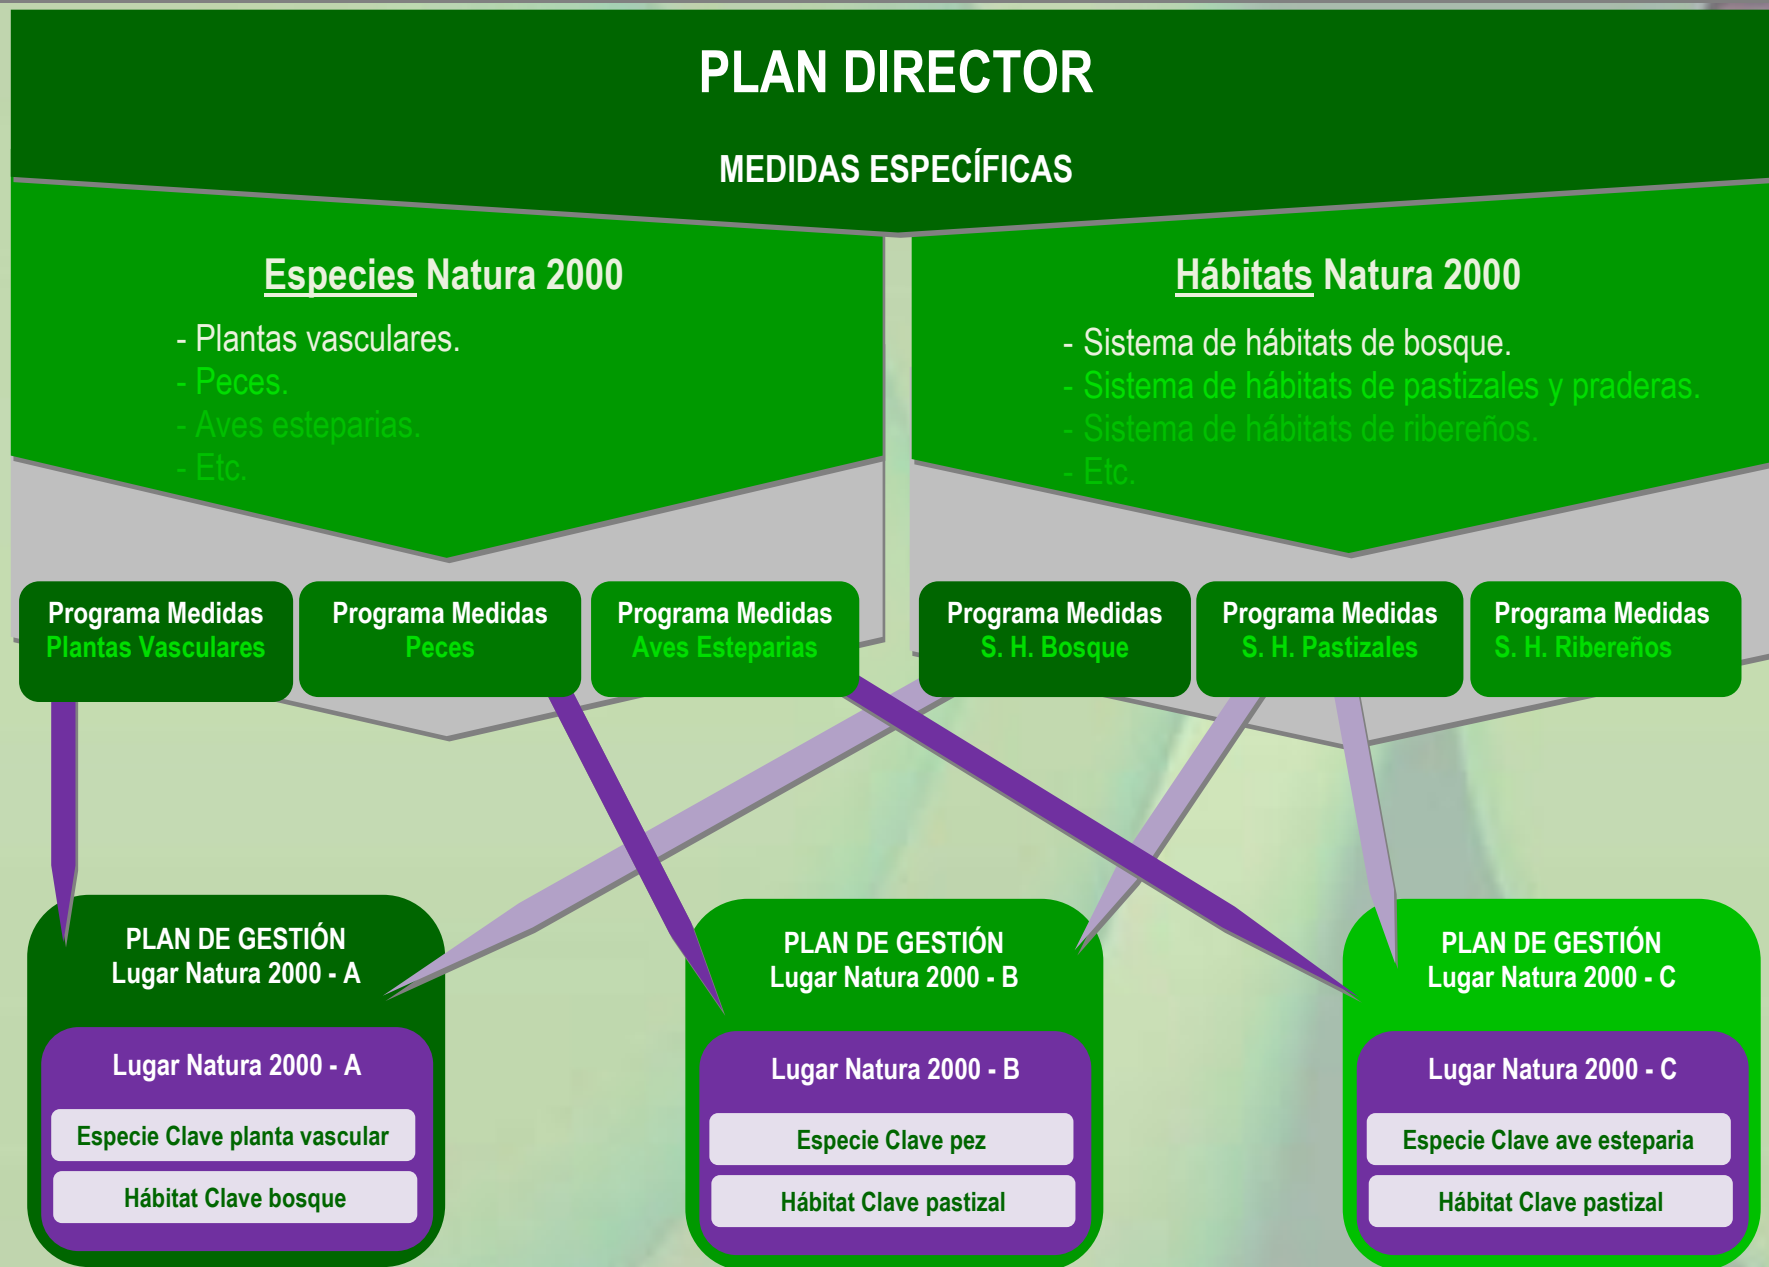 PLAN DIRECTOR
MEDIDAS ESPECÍFICAS
Especies Natura 2000
- Plantas vasculares.
- Peces.
- Aves esteparias.
- Etc.
Hábitats Natura 2000
- Sistema de hábitats de bosque.
- Sistema de hábitats de pastizales y praderas.
- Sistema de hábitats de ribereños.
- Etc.
Programa Medidas
Plantas Vasculares
Programa Medidas
Peces
Programa Medidas
Aves Esteparias
Programa Medidas
S. H. Bosque
Programa Medidas
S. H. Pastizales
Programa Medidas
S. H. Ribereños
PLAN DE GESTIÓN
Lugar Natura 2000 - A
Lugar Natura 2000 - A
Especie Clave planta vascular
Hábitat Clave bosque
PLAN DE GESTIÓN
Lugar Natura 2000 - B
Lugar Natura 2000 - B
Especie Clave pez
Hábitat Clave pastizal
PLAN DE GESTIÓN
Lugar Natura 2000 - C
Lugar Natura 2000 - C
Especie Clave ave esteparia
Hábitat Clave pastizal